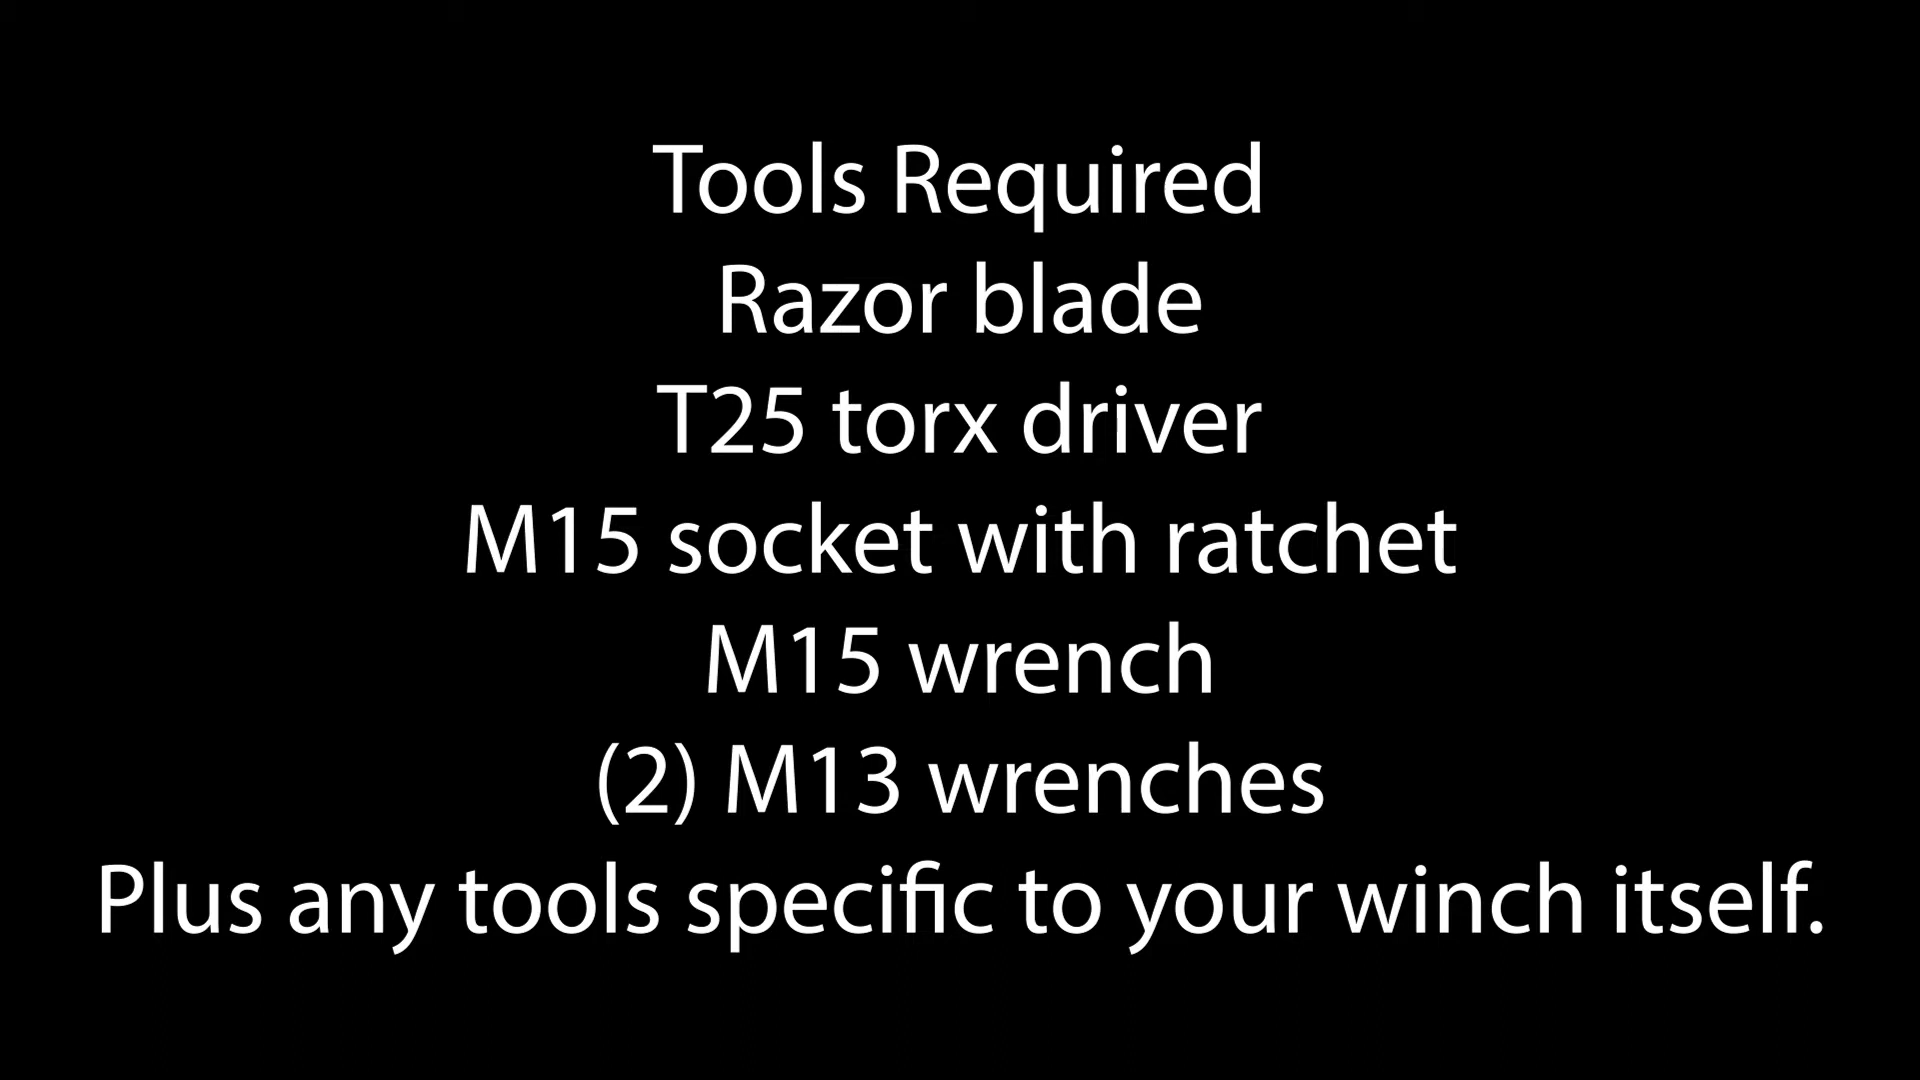 Tools Required
Razor blade
T25 torx driver
M15 socket with ratchet
M15 wrench
(2) M13 wrenches
Plus any tools specific to your winch itself.